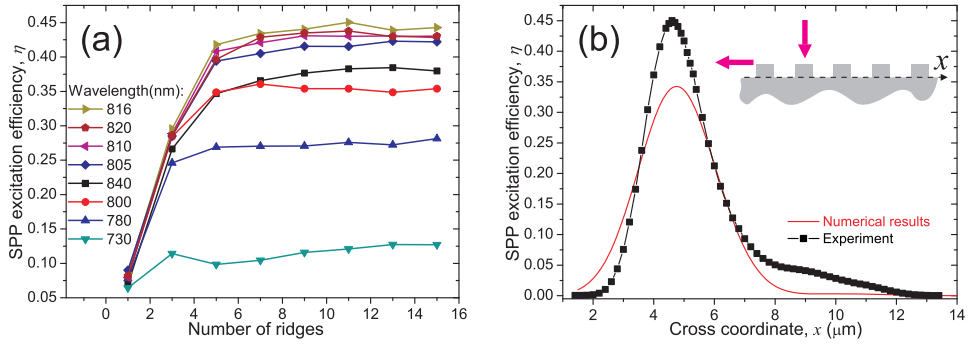 (a)
SPP excitation efficiency, η
0.45
0.40
0.35
0.30
0.25
0.20
0.15
0.10
0.05
Wavelength(nm):
816
820
810
805
840
800
780
730
0 2 4 6 8 10 12 14 16
Number of ridges
(b)
SPP excitation efficiency, η
0.45
0.40
0.35
0.30
0.25
0.20
0.15
0.10
0.05
0.00
x
Numerical results
Experiment
2 4 6 8 10 12 14
Cross coordinate, x (μm)